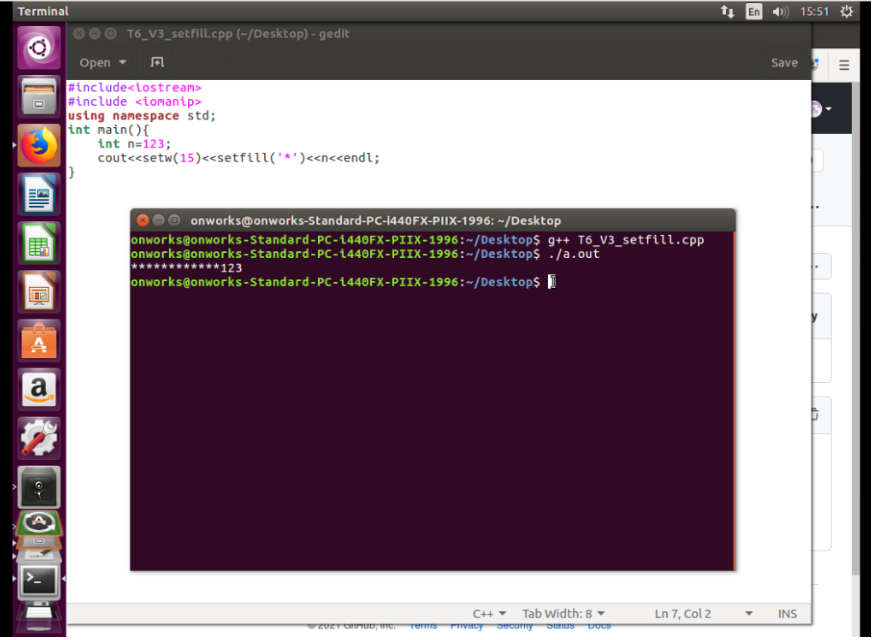 Terminal
En
15:51
T6_V3_setfill.cpp (~/Desktop) - gedit
Open
Save
#include<iostream>
#include <iomanip>
using namespace std;
int main(){
    int n=123;
    cout<<setw(15)<<setfill('*')<<n<<endl;
}
onworks@onworks-Standard-PC-i440FX-PIIX-1996: ~/Desktop
onworks@onworks-Standard-PC-i440FX-PIIX-1996:~/Desktop$ g++ T6_V3_setfill.cpp
onworks@onworks-Standard-PC-i440FX-PIIX-1996:~/Desktop$ ./a.out
************123
onworks@onworks-Standard-PC-i440FX-PIIX-1996:~/Desktop$
C++ Tab Width: 8 Ln 7, Col 2 INS
© 2021 GitHub, Inc. Terms Privacy Security Status Docs